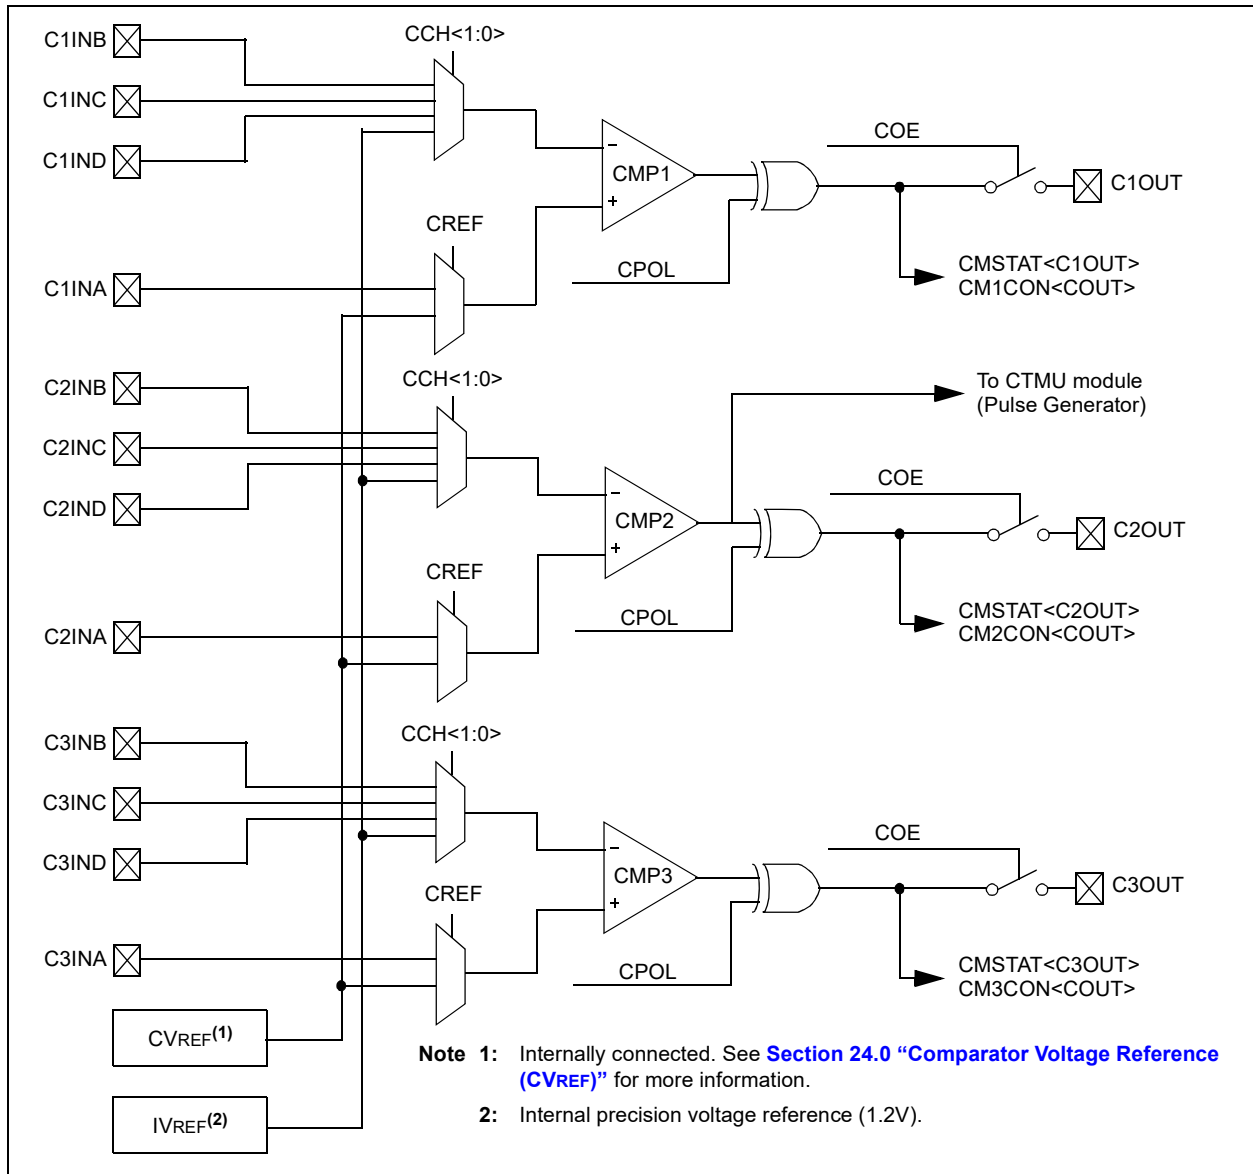 C1INB
CCH<1:0>
C1INC
C1IND
COE
−
CMP1
+
C1OUT
CREF
CPOL
C1INA
CMSTAT<C1OUT>
CM1CON<COUT>
C2INB
CCH<1:0>
To CTMU module
(Pulse Generator)
C2INC
C2IND
COE
−
CMP2
+
C2OUT
CREF
CPOL
C2INA
CMSTAT<C2OUT>
CM2CON<COUT>
C3INB
CCH<1:0>
C3INC
C3IND
COE
−
CMP3
+
C3OUT
CREF
CPOL
C3INA
CMSTAT<C3OUT>
CM3CON<COUT>
CVREF(1)
IVREF(2)
Note 1: Internally connected. See Section 24.0 “Comparator Voltage Reference
(CVREF)” for more information.
2: Internal precision voltage reference (1.2V).